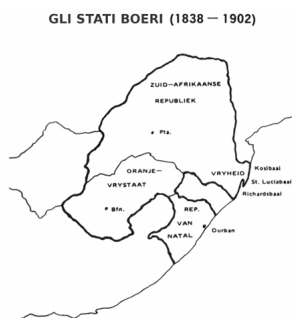 GLI STATI BOERI (1838 — 1902)
ZUID—AFRIKAANSE
REPUBLIEK
Pta.
ORANJE—
VRYSTAAT
Bfn.
VRYHEID
Kosibaai
St. Luciabaai
Richardsbaai
REP.
VAN
NATAL
Durban